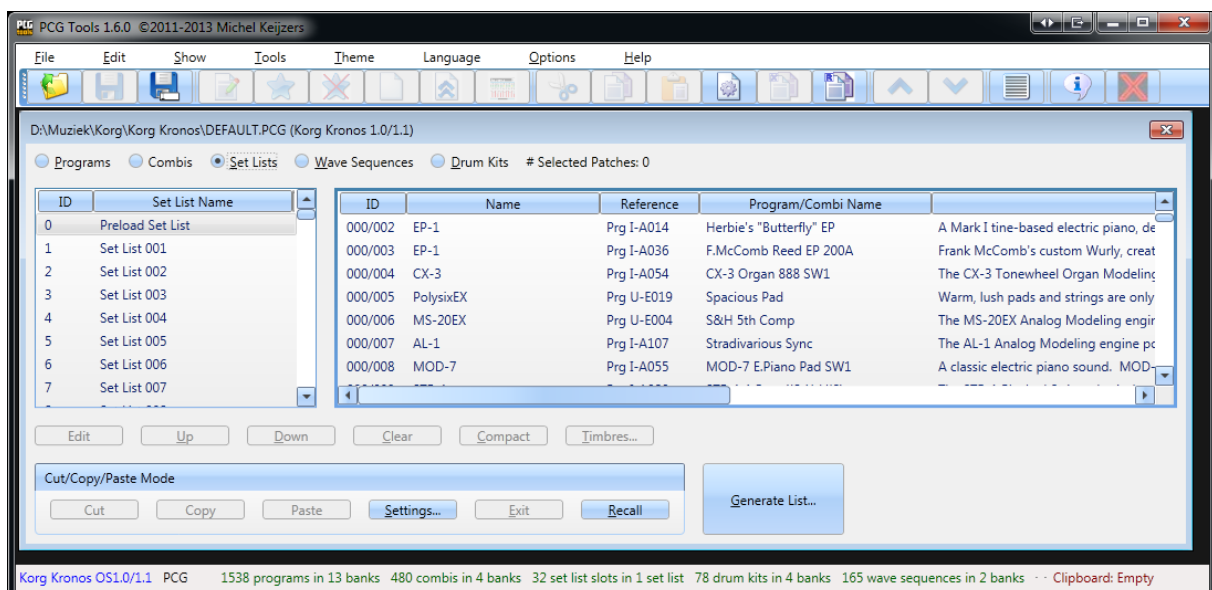 PCG Tools 1.6.0 ©2011-2013 Michel Keijzers
File Edit Show Tools Theme Language Options Help
D:\Muziek\Korg\Korg Kronos\DEFAULT.PCG (Korg Kronos 1.0/1.1)
Programs Combis Set Lists Wave Sequences Drum Kits # Selected Patches: 0
ID Set List Name
0 Preload Set List
1 Set List 001
2 Set List 002
3 Set List 003
4 Set List 004
5 Set List 005
6 Set List 006
7 Set List 007
ID Name Reference Program/Combi Name
000/002 EP-1 Prg I-A014 Herbie's "Butterfly" EP A Mark I tine-based electric piano, de
000/003 EP-1 Prg I-A036 F.McComb Reed EP 200A Frank McComb's custom Wurly, creat
000/004 CX-3 Prg I-A054 CX-3 Organ 888 SW1 The CX-3 Tonewheel Organ Modeling
000/005 PolysixEX Prg U-E019 Spacious Pad Warm, lush pads and strings are only
000/006 MS-20EX Prg U-E004 S&H 5th Comp The MS-20EX Analog Modeling engin
000/007 AL-1 Prg I-A107 Stradivarious Sync The AL-1 Analog Modeling engine po
000/008 MOD-7 Prg I-A055 MOD-7 E.Piano Pad SW1 A classic electric piano sound. MOD-
Edit Up Down Clear Compact Timbres...
Cut/Copy/Paste Mode
Cut Copy Paste Settings... Exit Recall
Generate List...
Korg Kronos OS1.0/1.1 PCG 1538 programs in 13 banks 480 combis in 4 banks 32 set list slots in 1 set list 78 drum kits in 4 banks 165 wave sequences in 2 banks - - Clipboard: Empty